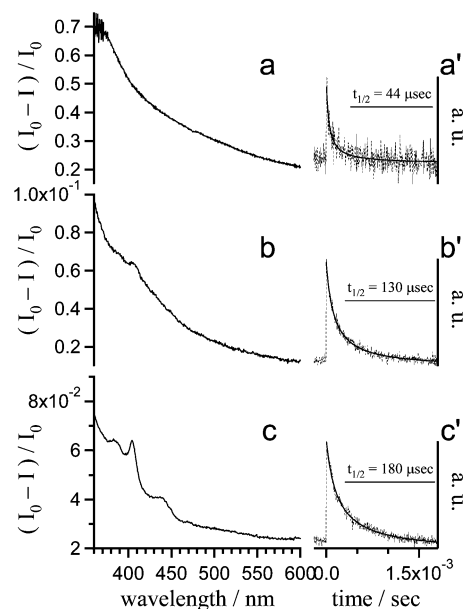 0.7
0.6
0.5
0.4
0.3
0.2
( I₀ – I ) / I₀
a
a'
t₁/₂ = 44 μsec
a. u.
1.0x10⁻¹
0.8
0.6
0.4
0.2
( I₀ – I ) / I₀
b
b'
t₁/₂ = 130 μsec
a. u.
8x10⁻²
6
4
2
( I₀ – I ) / I₀
c
c'
t₁/₂ = 180 μsec
a. u.
400 450 500 550 600
0.0 1.5x10⁻³
wavelength / nm
time / sec